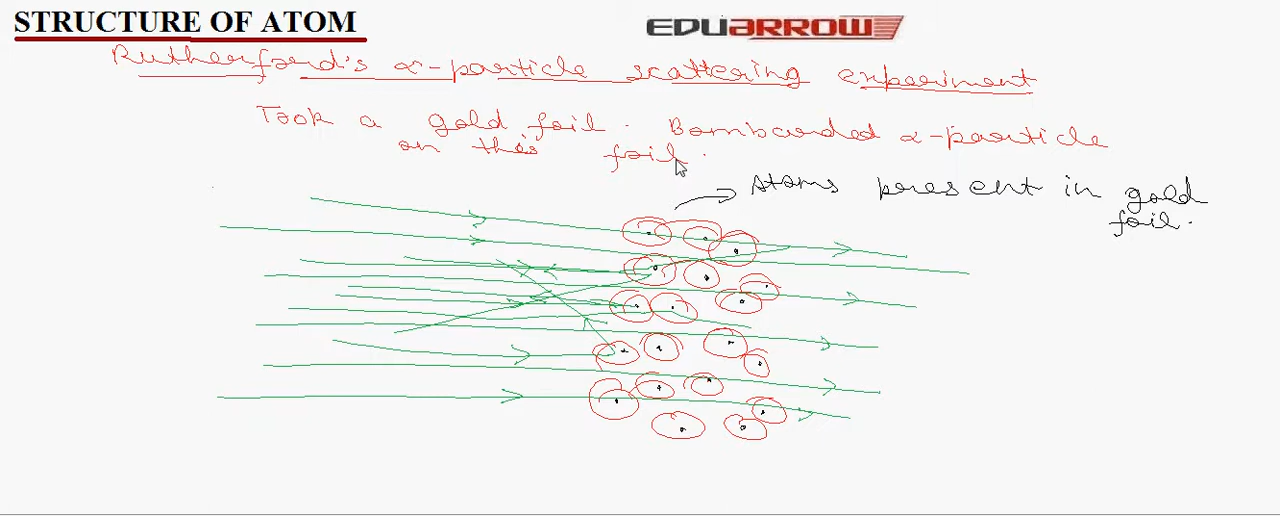 STRUCTURE OF ATOM
EDUARROW
Rutherford's α-particle scattering experiment
Took a gold foil. Bombarded α-particle
on this foil.
Atoms present in gold
foil.